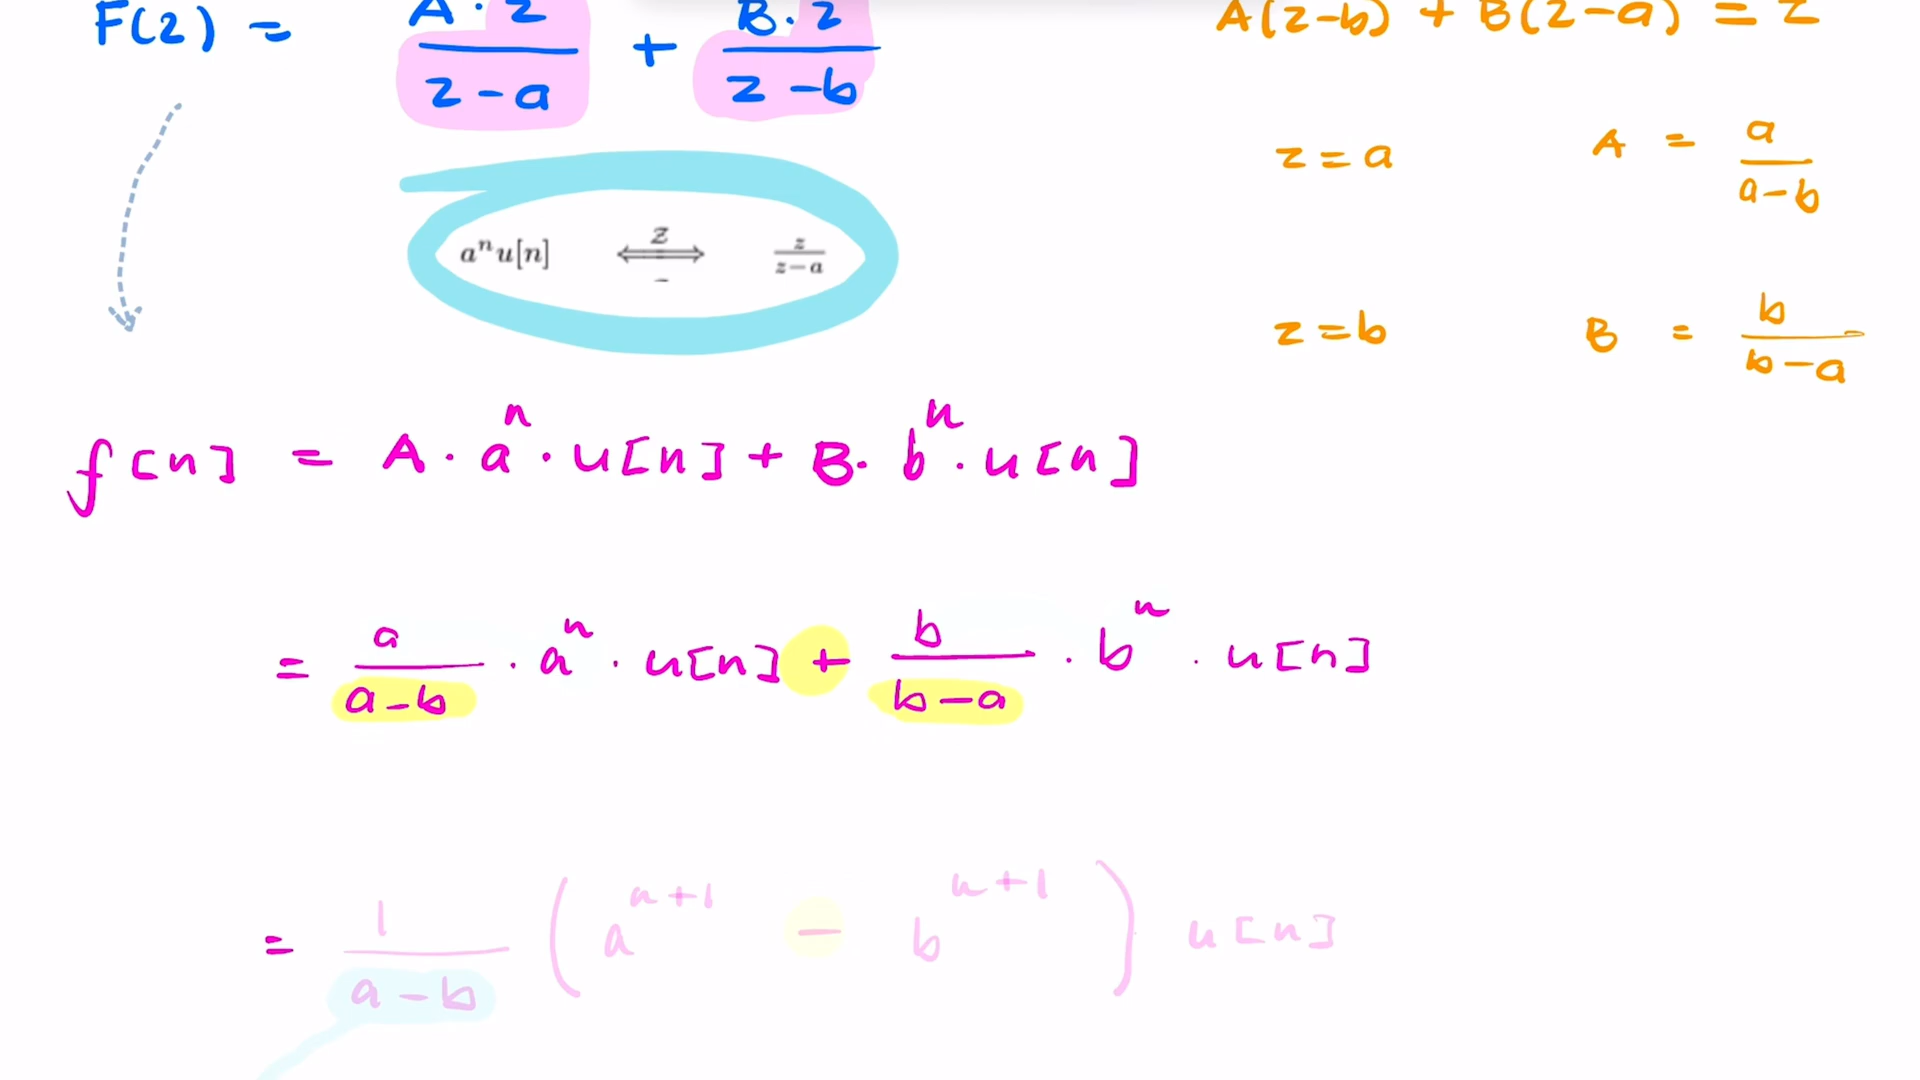 F(z) = A · z / z - a + B · z / z - b
A(z-b) + B(z-a) = z
z = a A = a / a-b
aⁿu[n] ⟺ Z z / z-a
z = b B = b / b-a
f[n] = A · aⁿ · u[n] + B · bⁿ · u[n]
= a / a-b · aⁿ · u[n] + b / b-a · bⁿ · u[n]
= 1 / a-b ( aⁿ⁺¹ - bⁿ⁺¹ ) u[n]